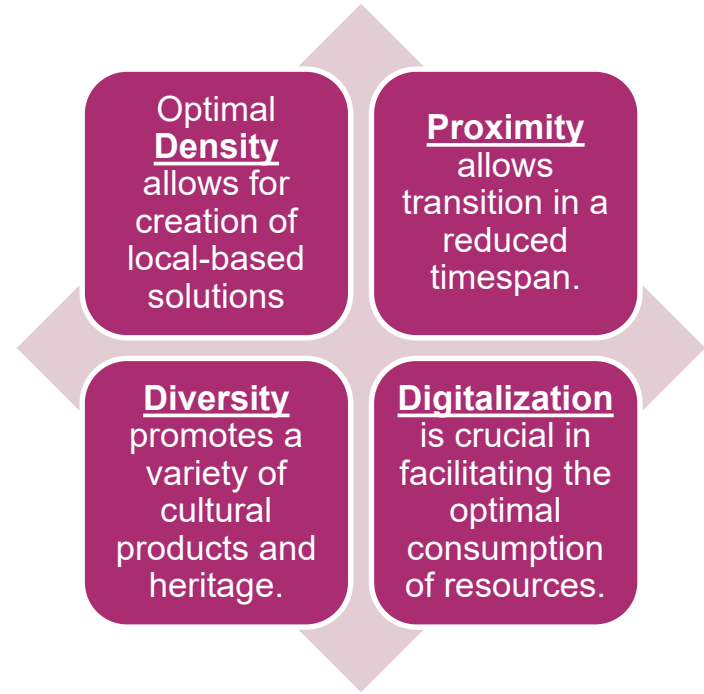 Optimal
Density
allows for
creation of
local-based
solutions
Proximity
allows
transition in a
reduced
timespan.
Diversity
promotes a
variety of
cultural
products and
heritage.
Digitalization
is crucial in
facilitating the
optimal
consumption
of resources.